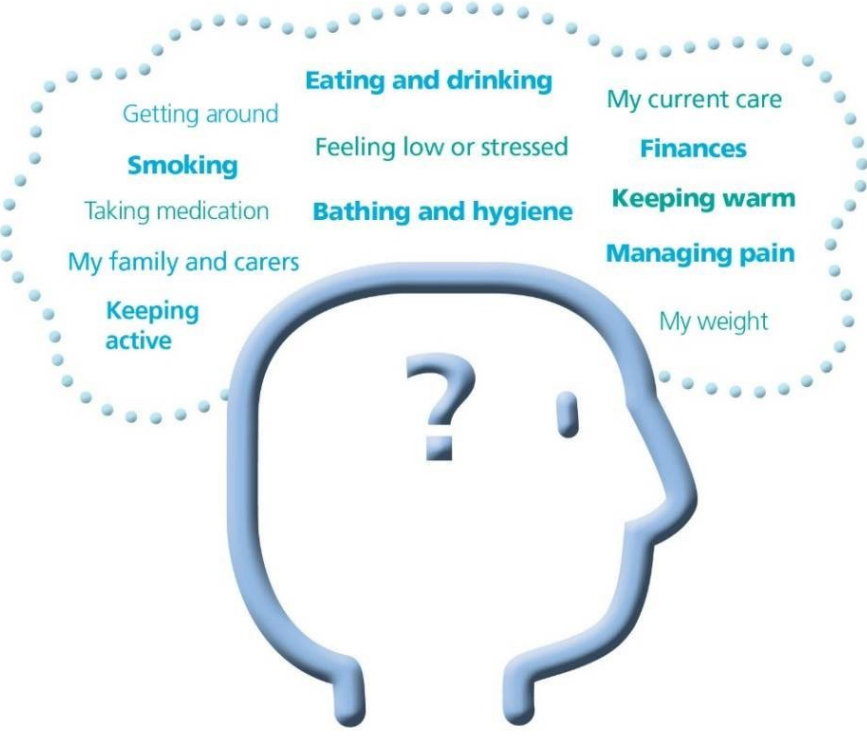 Getting around
Smoking
Taking medication
My family and carers
Keeping
active
Eating and drinking
Feeling low or stressed
Bathing and hygiene
My current care
Finances
Keeping warm
Managing pain
My weight
?